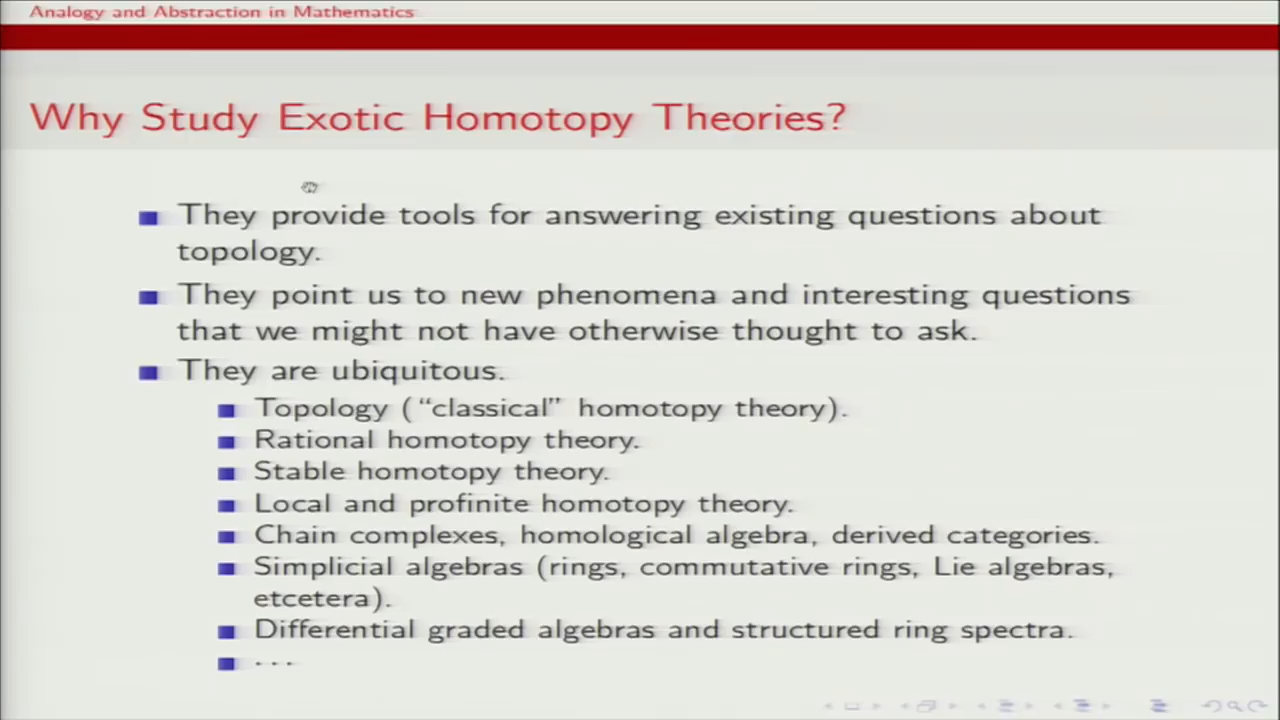 Analogy and Abstraction in Mathematics
Why Study Exotic Homotopy Theories?
They provide tools for answering existing questions about
topology.
They point us to new phenomena and interesting questions
that we might not have otherwise thought to ask.
They are ubiquitous.
Topology (“classical” homotopy theory).
Rational homotopy theory.
Stable homotopy theory.
Local and profinite homotopy theory.
Chain complexes, homological algebra, derived categories.
Simplicial algebras (rings, commutative rings, Lie algebras,
etcetera).
Differential graded algebras and structured ring spectra.
···